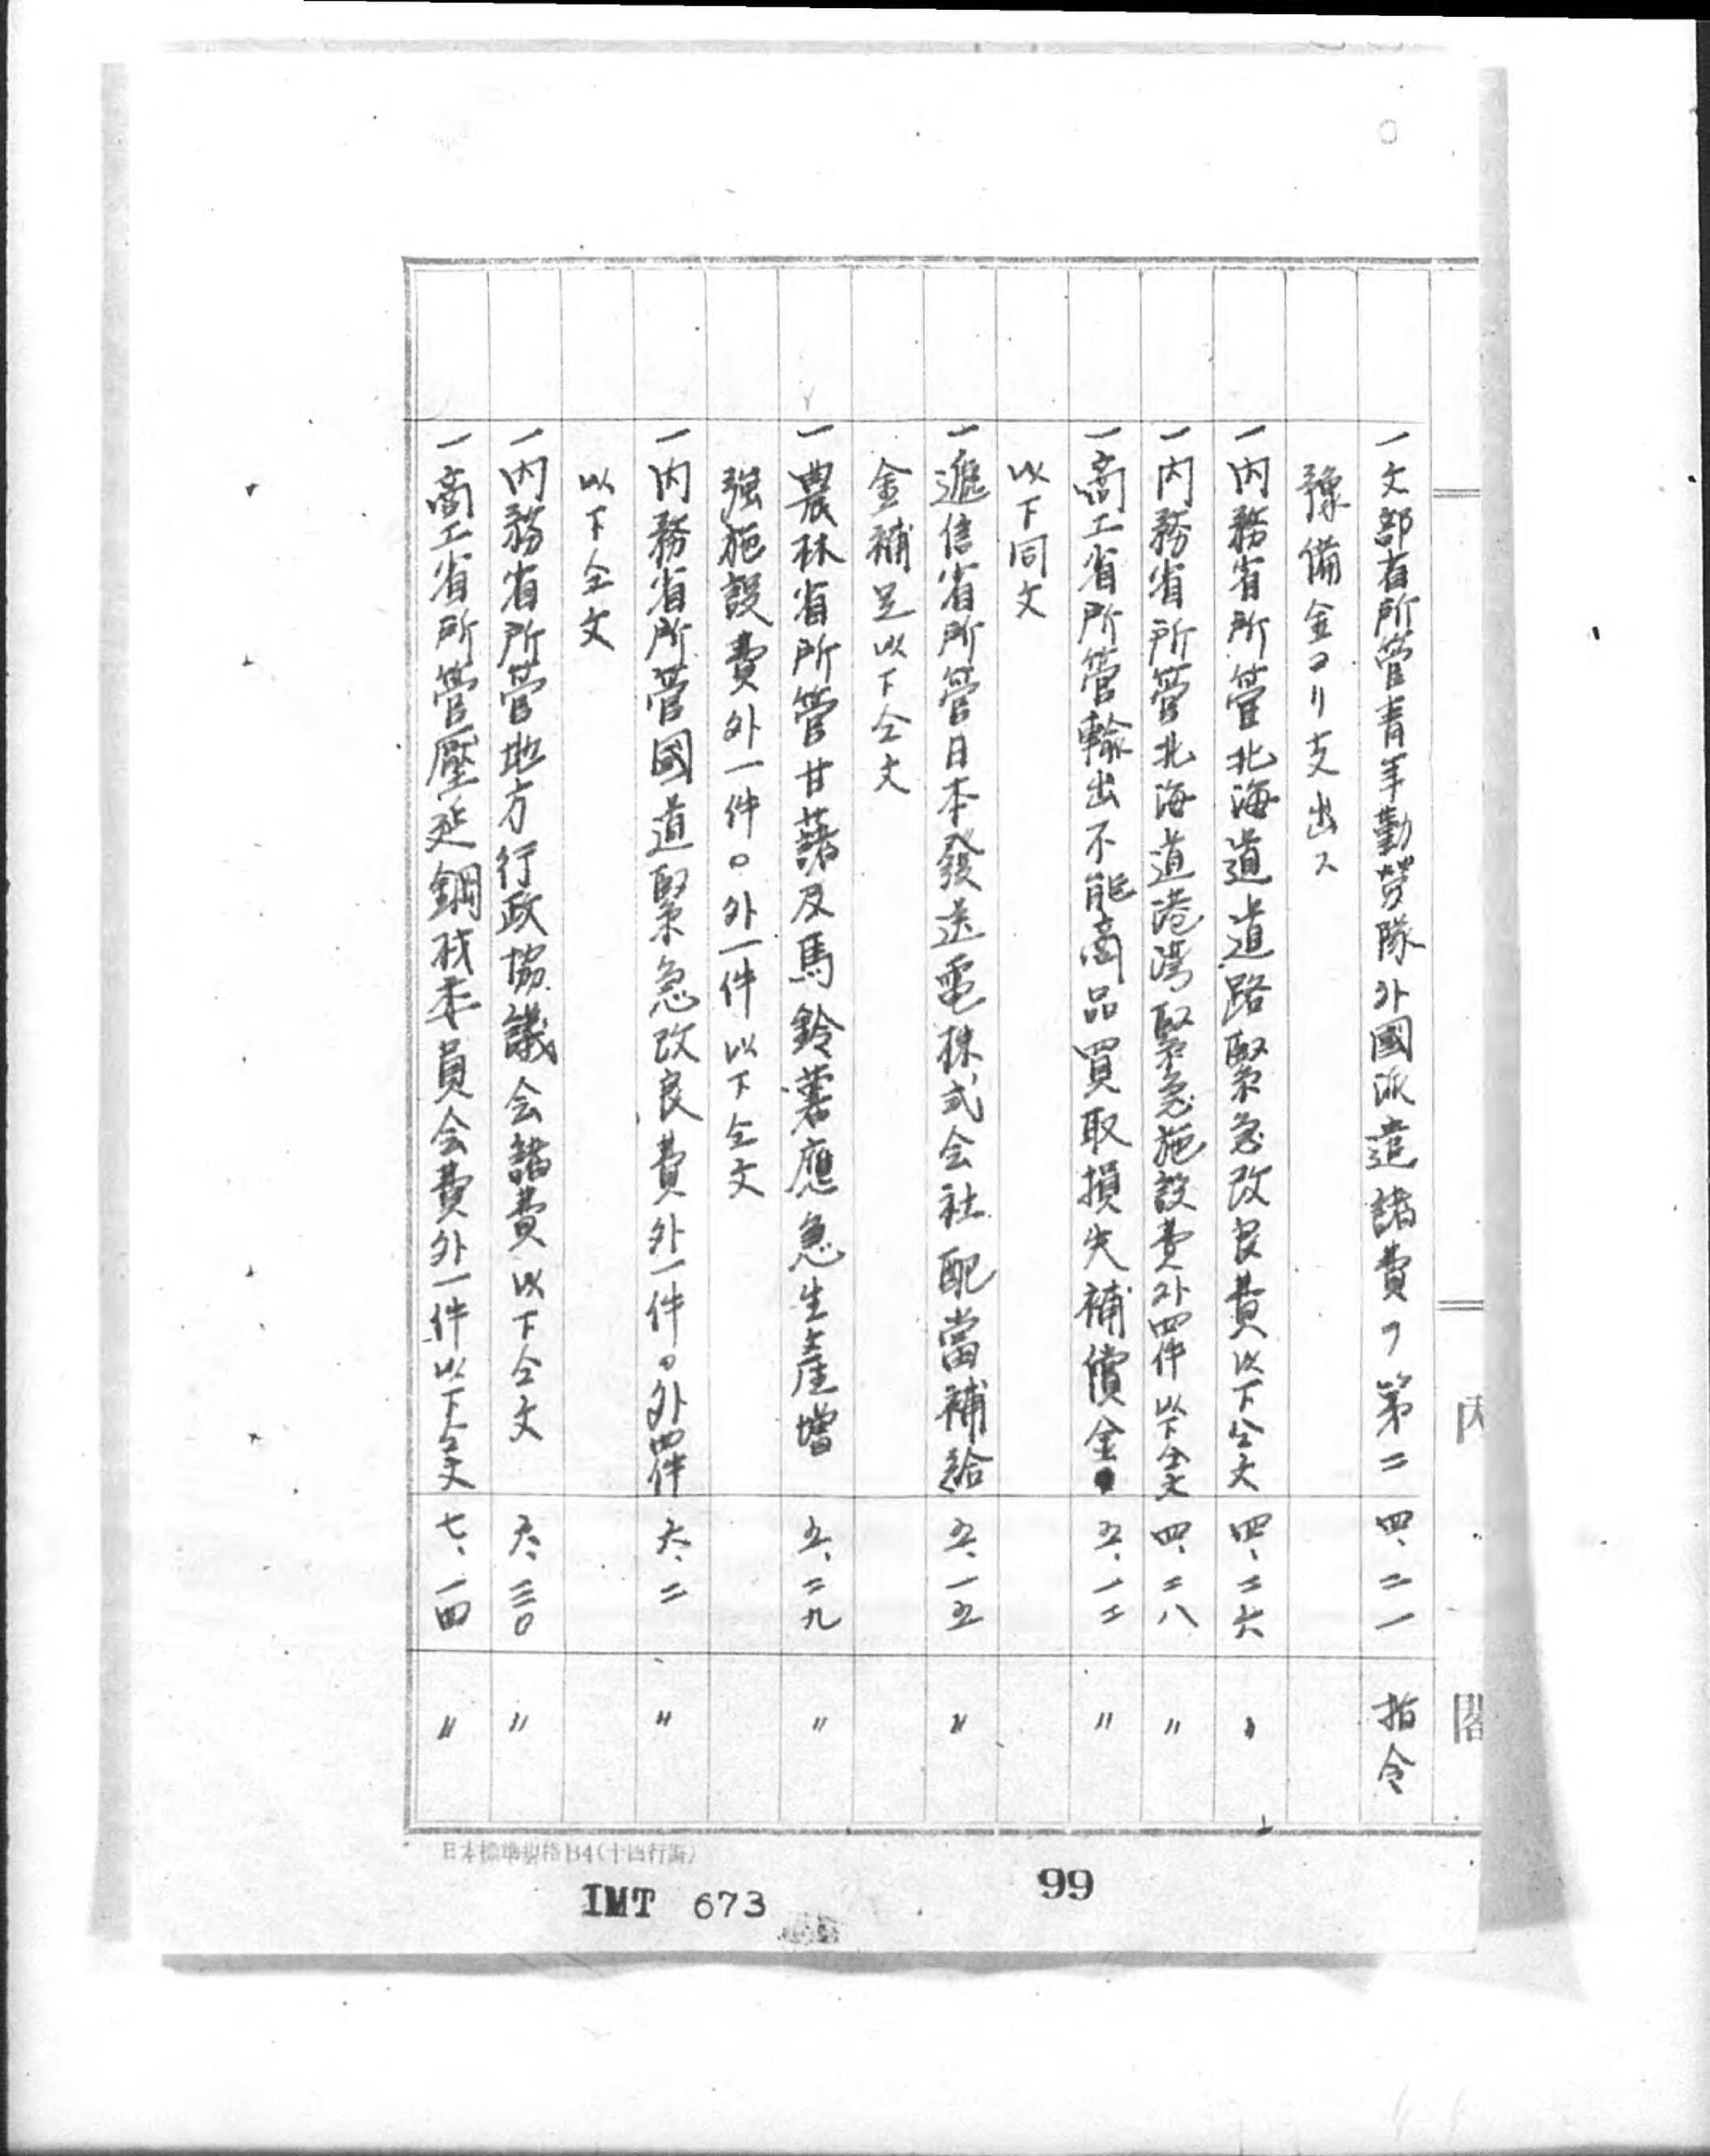 一文部省所管青年勤勞隊外國派遣諸費ヲ第二 四、二一 指令
豫備金ヨリ支出ス
一内務省所管北海道道路緊急改良費以下仝文 四、二六 〃
一内務省所管北海道港湾緊急施設費外四件以下仝文 四、二八 〃
一商工省所管輸出不能商品買取損失補償金 五、一二 〃
以下同文
一遞信省所管日本發送電株式会社配當補給 五、一五 〃
金補足以下仝文
一農林省所管甘藷及馬鈴薯應急生産増 五、二九 〃
強施設費外一件。外一件以下仝文
一内務省所管國道緊急改良費外一件。外四件 六、二 〃
以下仝文
一内務省所管地方行政協議会諸費以下仝文 六、三〇 〃
一商工省所管壓延鋼材委員会費外一件以下仝文 七、一四 〃
内閣
日本標準規格B4(十四行
IMT 673
99